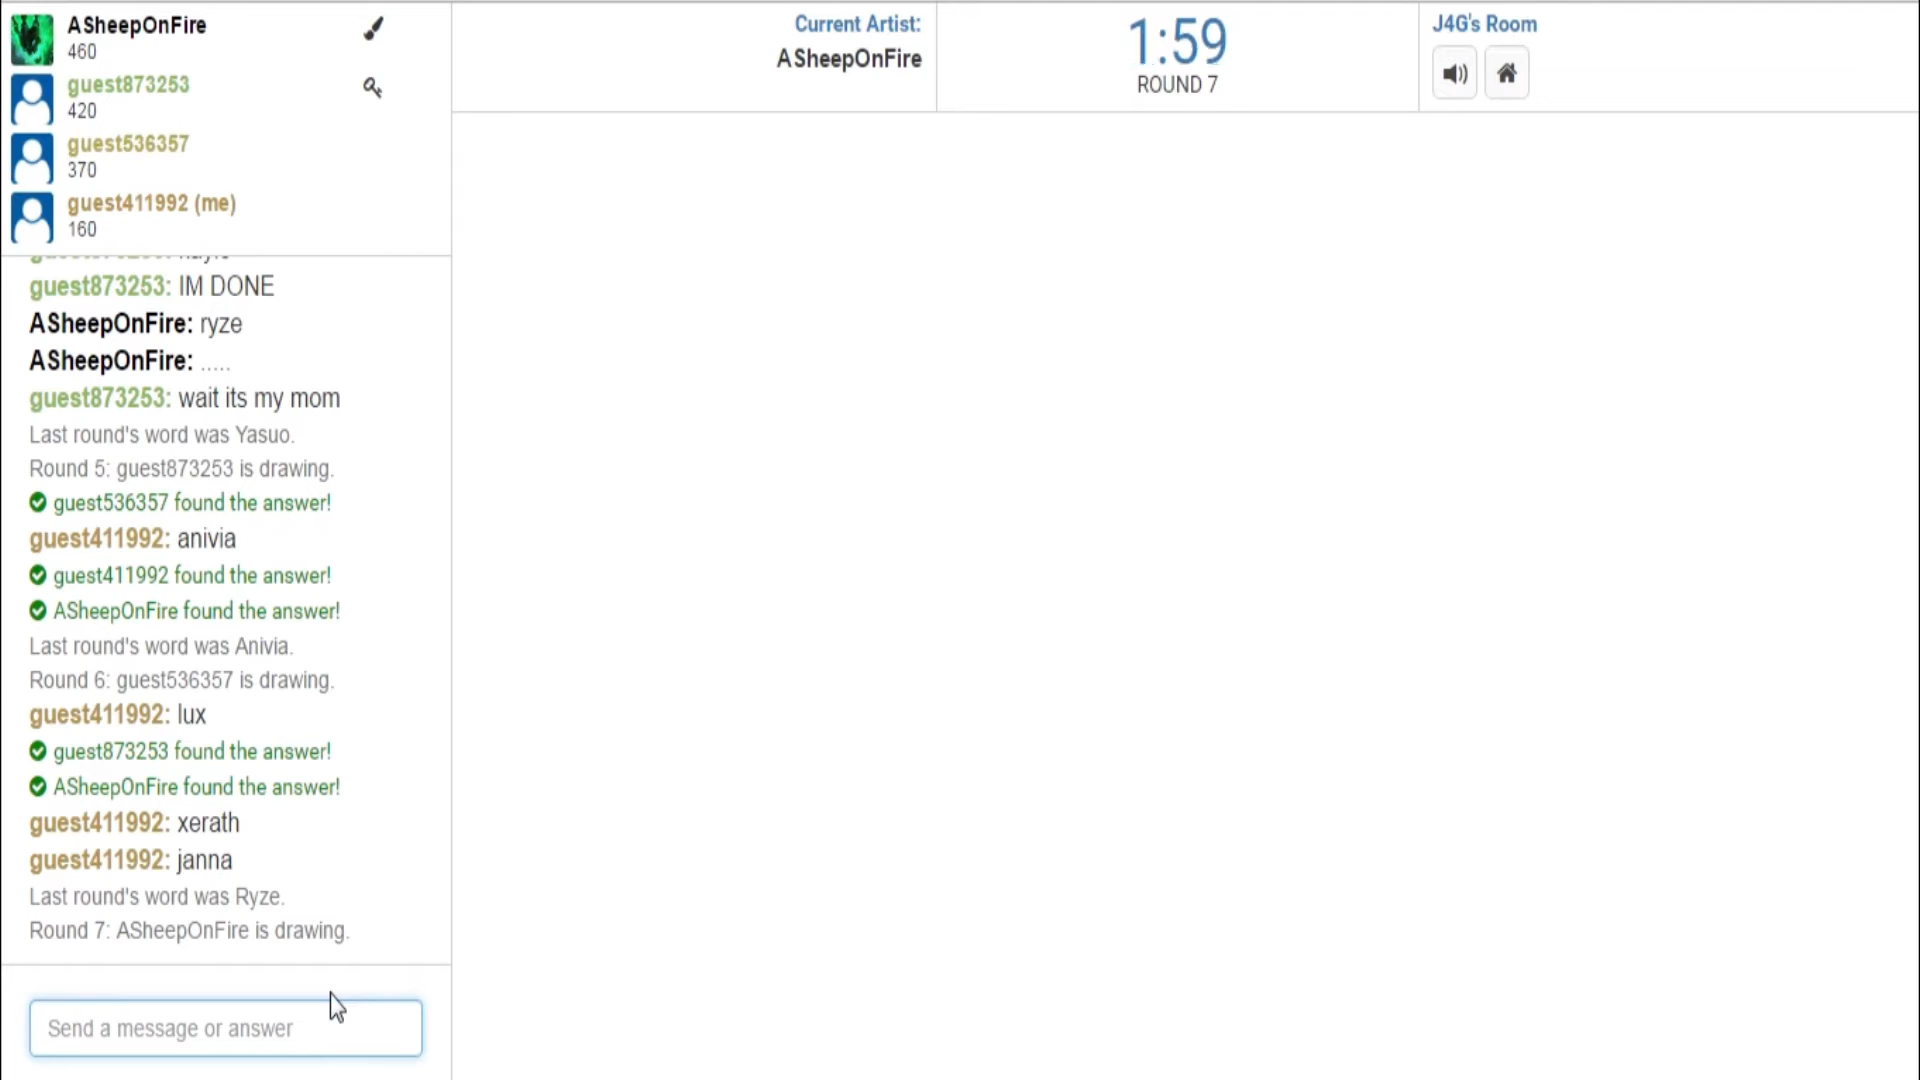 ASheepOnFire
460
guest873253
420
guest536357
370
guest411992 (me)
160
Current Artist:
ASheepOnFire
1:59
ROUND 7
J4G's Room
guest873253: IM DONE
ASheepOnFire: ryze
ASheepOnFire: .....
guest873253: wait its my mom
Last round's word was Yasuo.
Round 5: guest873253 is drawing.
guest536357 found the answer!
guest411992: anivia
guest411992 found the answer!
ASheepOnFire found the answer!
Last round's word was Anivia.
Round 6: guest536357 is drawing.
guest411992: lux
guest873253 found the answer!
ASheepOnFire found the answer!
guest411992: xerath
guest411992: janna
Last round's word was Ryze.
Round 7: ASheepOnFire is drawing.
Send a message or answer